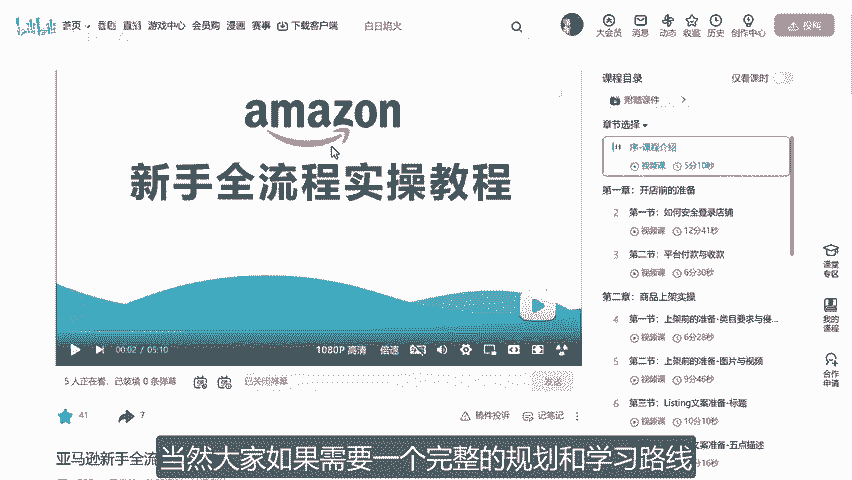 bilibili 首页 番剧 直播 游戏中心 会员购 漫画 赛事 下载客户端 白日焰火 大会员 消息 动态 收藏 历史 创作中心 投稿
amazon
新手全流程实操教程
00:02 / 05:10 1080P 高清 倍速
5 人正在看，已装填 0 条弹幕 已关闭弹幕 发送
41 7 稿件投诉 记笔记
亚马逊新手全流
课程目录 仅看课时
附赠课件
章节选择
序-课程介绍
视频课 5分10秒
第一章：开店前的准备
2 第一节：如何安全登录店铺
视频课 12分41秒
3 第二节：平台付款与收款
视频课 6分30秒
第二章：商品上架实操
4 第一节：上架前的准备-类目要求与侵...
视频课 6分28秒
5 第二节：上架前的准备-图片与视频
视频课 9分46秒
6 第三节：Listing文案准备-标题
视频课 10分10秒
文案准备-五点描述
16秒
课堂专区
我的课程
合作申请
当然大家如果需要一个完整的规划和学习路线